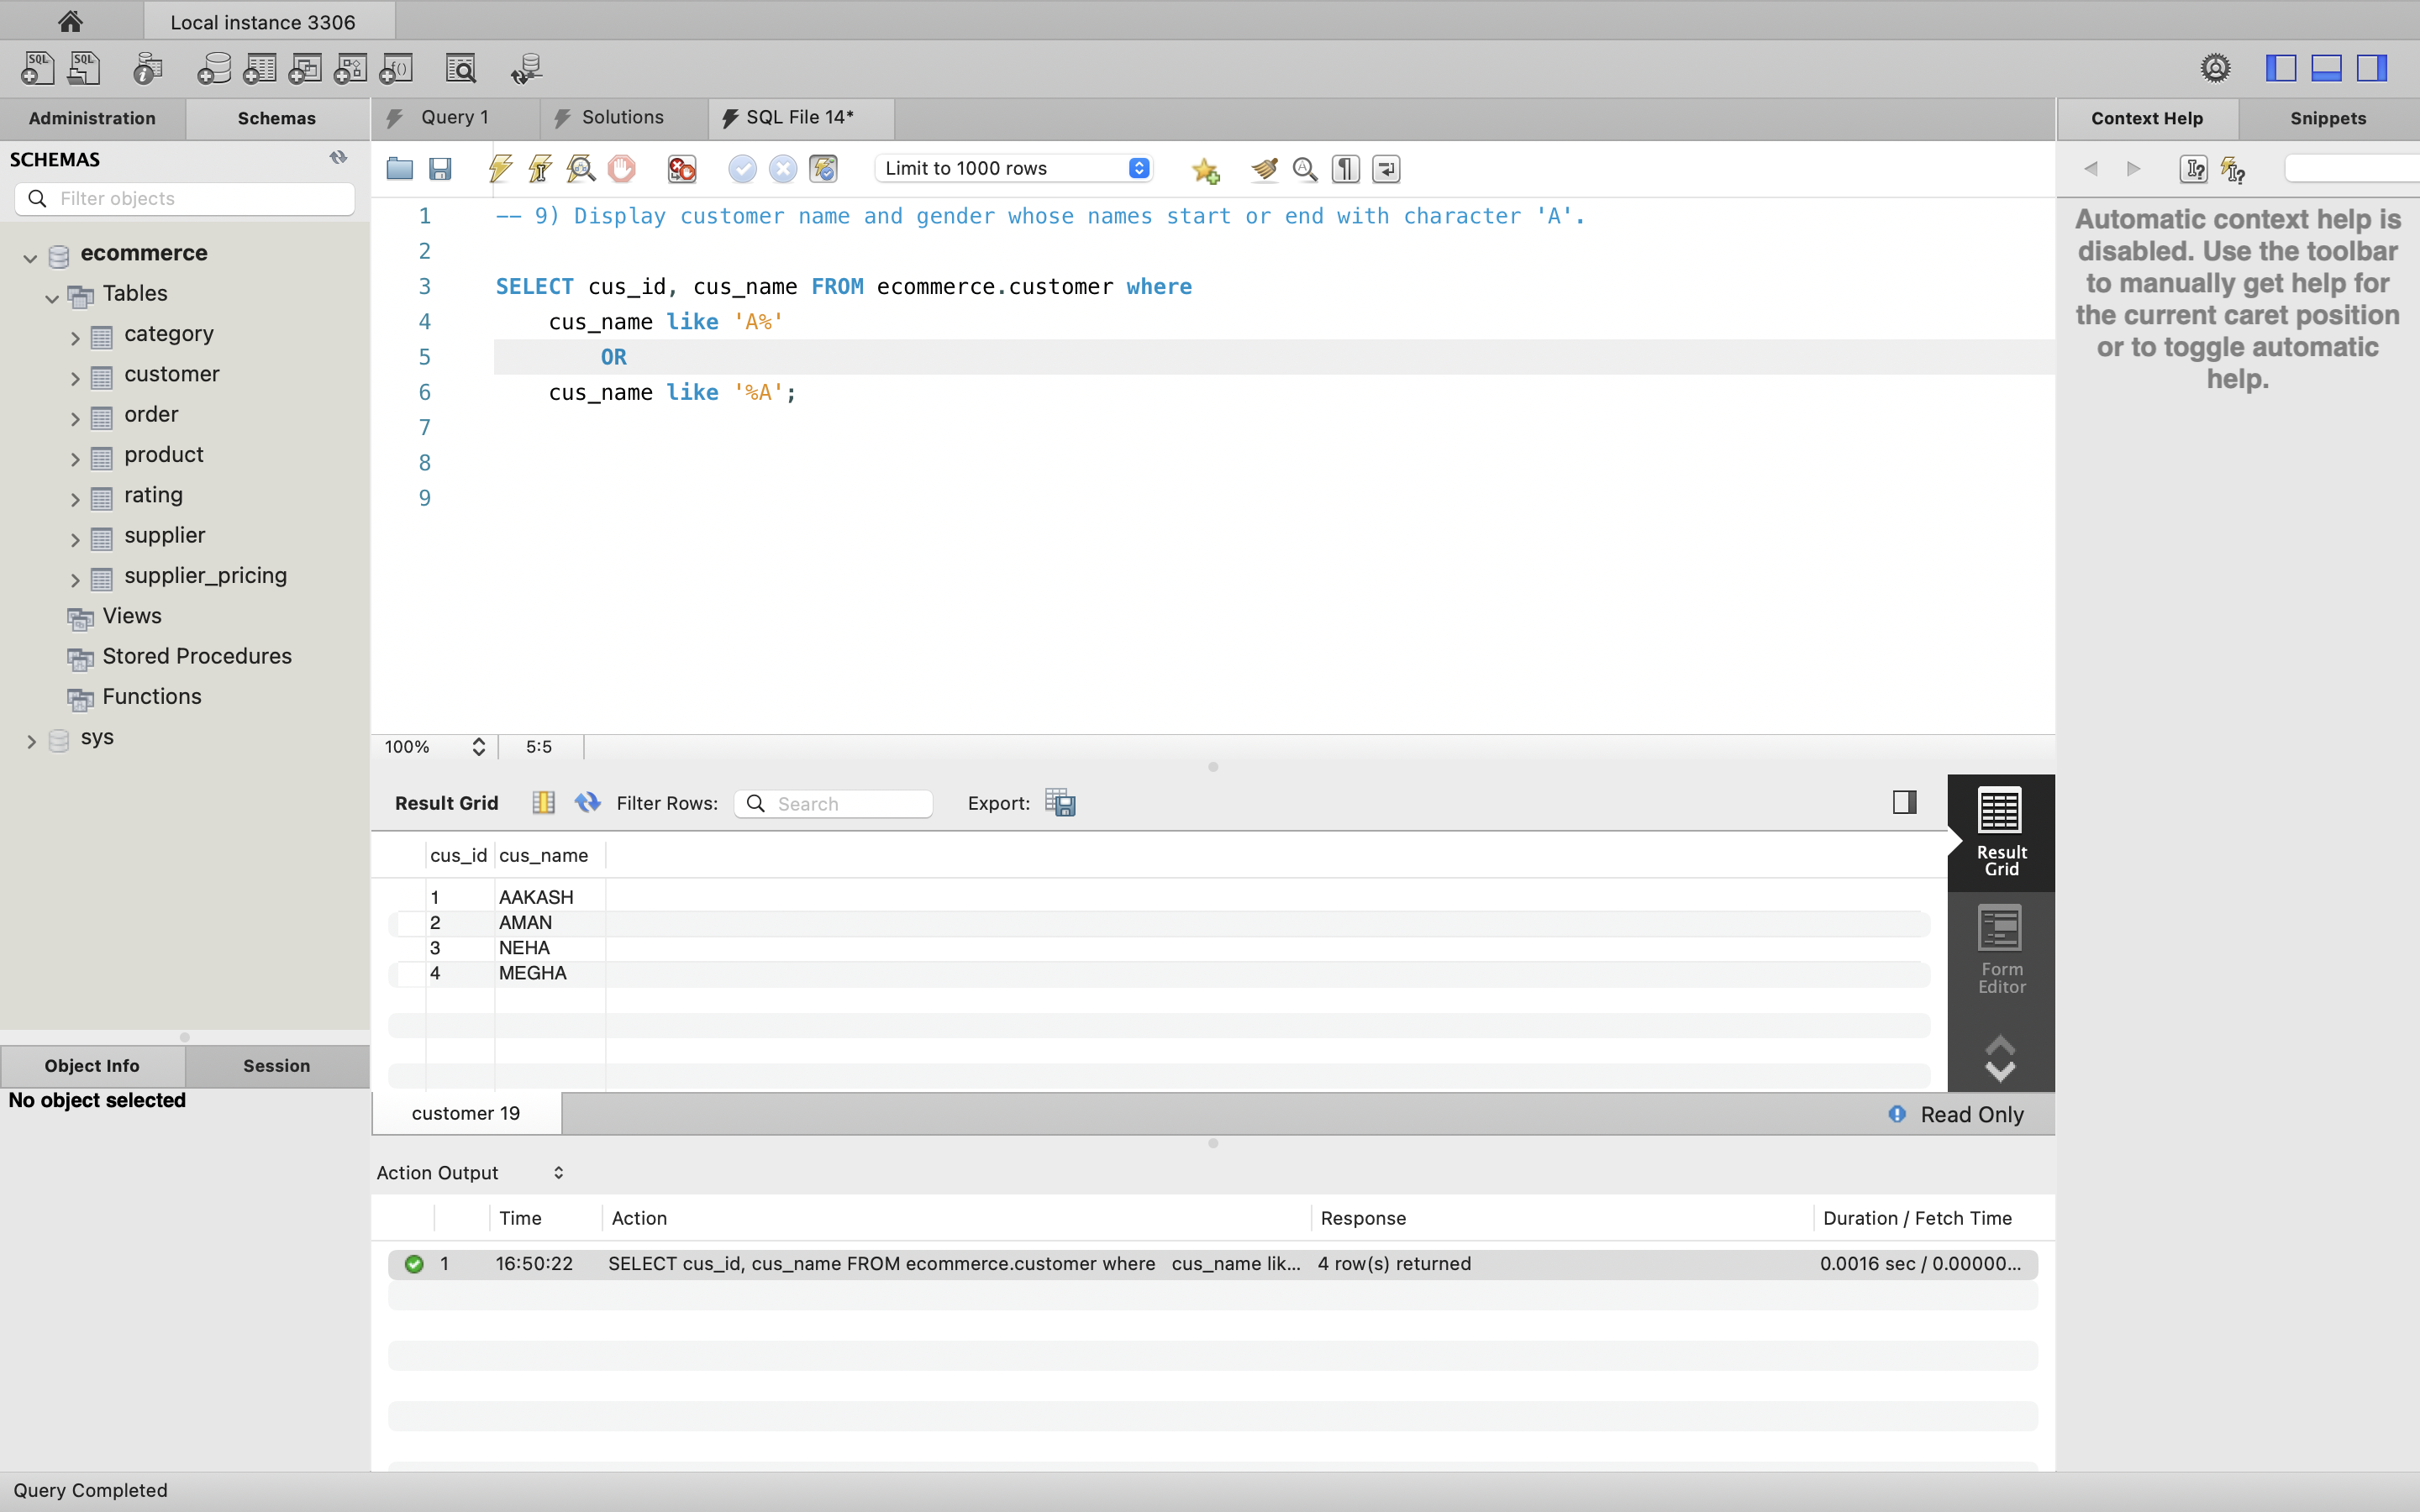 Local instance 3306
Administration
Schemas
Query 1
Solutions
SQL File 14*
Context Help
Snippets
SCHEMAS
Filter objects
Limit to 1000 rows
ecommerce
Tables
category
customer
order
product
rating
supplier
supplier_pricing
Views
Stored Procedures
Functions
sys
1 -- 9) Display customer name and gender whose names start or end with character 'A'.
2
3 SELECT cus_id, cus_name FROM ecommerce.customer where
4 cus_name like 'A%'
5 OR
6 cus_name like '%A';
7
8
9
Automatic context help is
disabled. Use the toolbar
to manually get help for
the current caret position
or to toggle automatic
help.
100% 5:5
Result Grid Filter Rows: Search Export:
cus_id cus_name
1 AAKASH
2 AMAN
3 NEHA
4 MEGHA
Result
Grid
Form
Editor
Object Info
Session
No object selected
customer 19
Read Only
Action Output
Time Action Response Duration / Fetch Time
1 16:50:22 SELECT cus_id, cus_name FROM ecommerce.customer where cus_name lik... 4 row(s) returned 0.0016 sec / 0.00000...
Query Completed